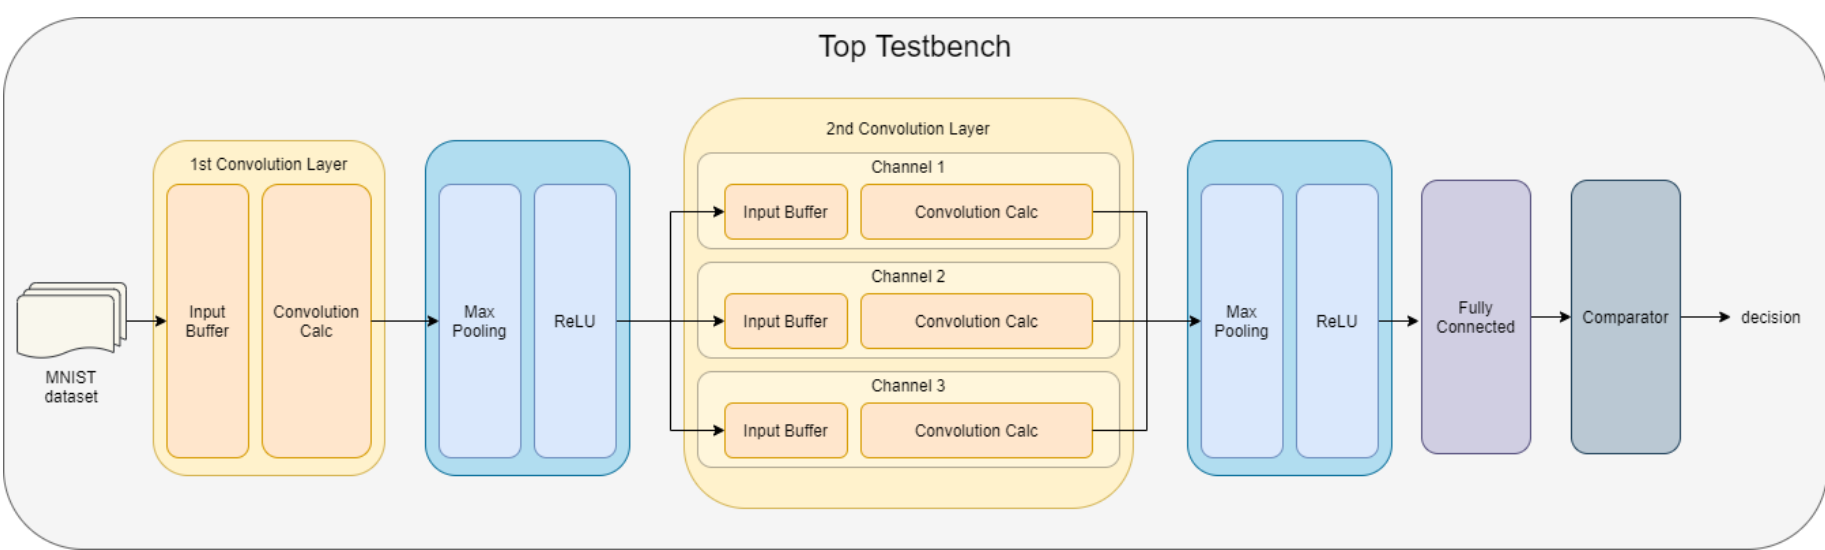 Top Testbench
MNIST
dataset
1st Convolution Layer
Input
Buffer
Convolution
Calc
Max
Pooling
ReLU
2nd Convolution Layer
Channel 1
Input Buffer
Convolution Calc
Channel 2
Input Buffer
Convolution Calc
Channel 3
Input Buffer
Convolution Calc
Max
Pooling
ReLU
Fully
Connected
Comparator
decision